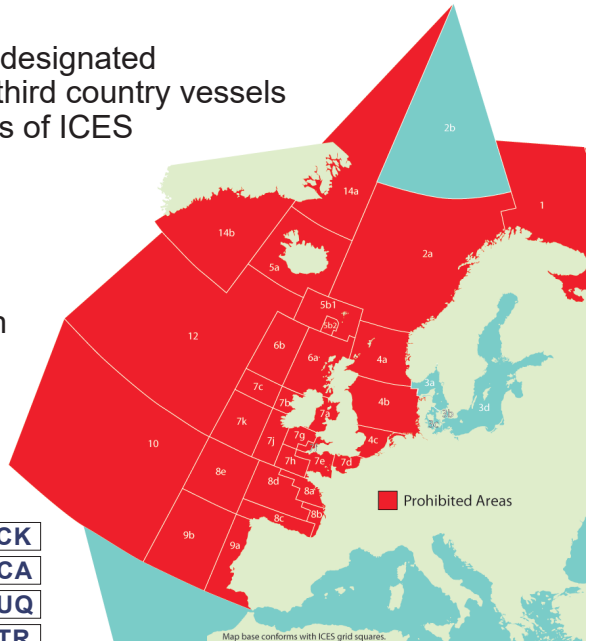 designated
third country vessels
s of ICES
n
CK
CA
UQ
TR
2b
1
14a
14b
2a
5a
5b1
5b2
12
6b
6a
4a
7c
7b
7a
4b
3a
3b
3c
3d
10
7k
7j
7g
4c
7h
7e
7d
8e
8d
8a
8b
8c
9b
9a
Prohibited Areas
Map base conforms with ICES grid squares.